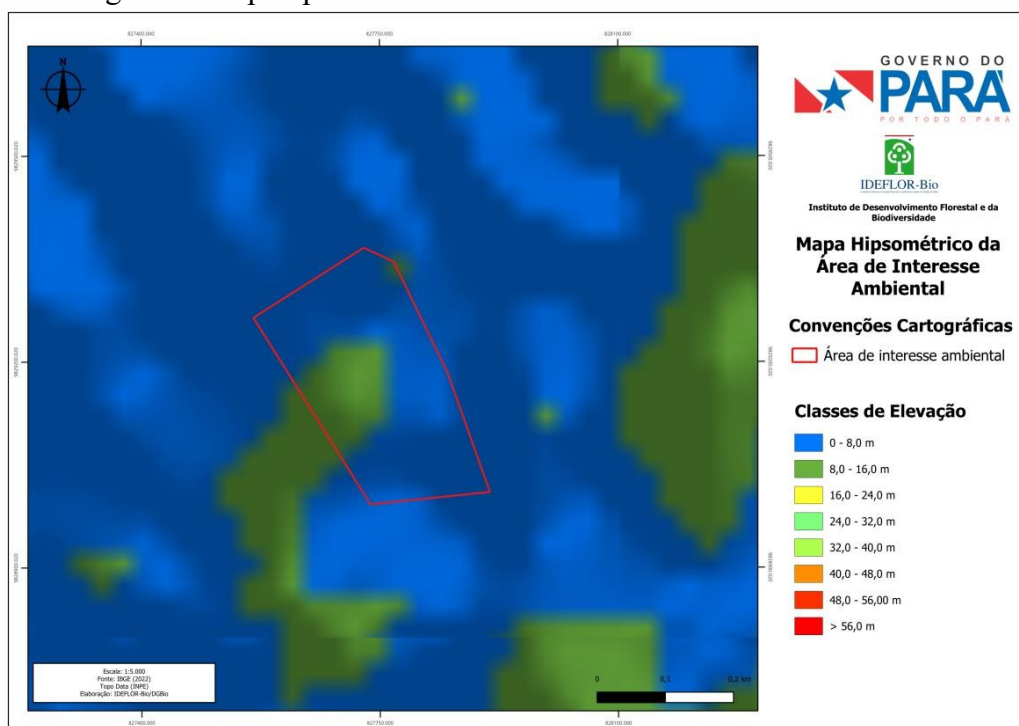 827400.000 827750.000 828100.000
N
GOVERNO DO
PARÁ
POR TODO O PARÁ
IDEFLOR-Bio
Instituto de Desenvolvimento Florestal e da
Biodiversidade
Mapa Hipsométrico da
Área de Interesse
Ambiental
Convenções Cartográficas
Área de interesse ambiental
Classes de Elevação
0 - 8,0 m
8,0 - 16,0 m
16,0 - 24,0 m
24,0 - 32,0 m
32,0 - 40,0 m
40,0 - 48,0 m
48,0 - 56,00 m
> 56,0 m
Escala: 1:5.000
Fonte: IBGE (2022)
Topo Data (INPE)
Elaboração: IDEFLOR-Bio/DGBio
0 0,1 0,2 km
827400.000 827750.000 828100.000